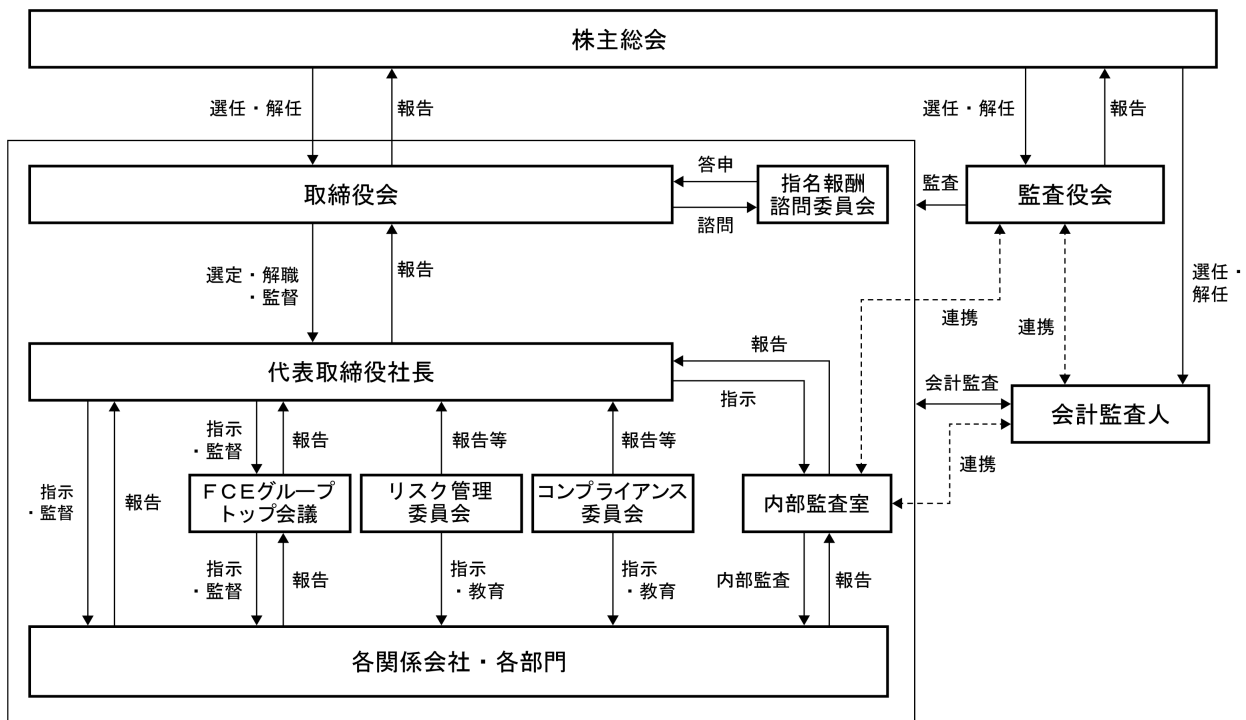 株主総会
選任・解任
報告
選任・解任
報告
取締役会
答申
諮問
指名報酬
諮問委員会
監査
監査役会
選定・解職
・監督
報告
連携
連携
選任・
解任
代表取締役社長
報告
指示
会計監査
会計監査人
連携
指示
・監督
報告
指示
・監督
報告
報告等
報告等
FCEグループ
トップ会議
リスク管理
委員会
コンプライアンス
委員会
内部監査室
指示
・監督
報告
指示
・教育
指示
・教育
内部監査
報告
各関係会社・各部門